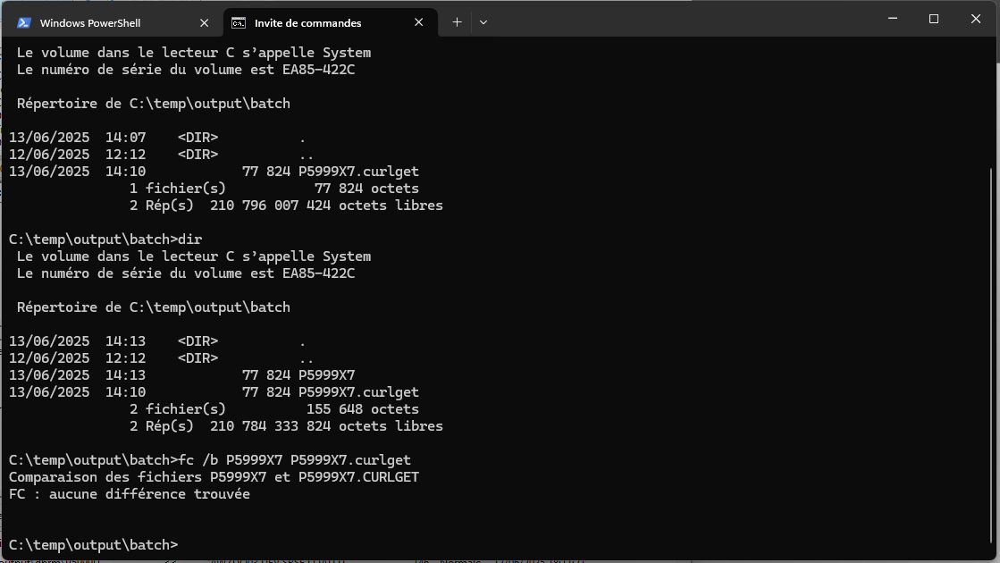 Windows PowerShell
Invite de commandes
 Le volume dans le lecteur C s’appelle System
 Le numéro de série du volume est EA85-422C

 Répertoire de C:\temp\output\batch

13/06/2025  14:07    <DIR>          .
12/06/2025  12:12    <DIR>          ..
13/06/2025  14:10            77 824 P5999X7.curlget
               1 fichier(s)           77 824 octets
               2 Rép(s)  210 796 007 424 octets libres

C:\temp\output\batch>dir
 Le volume dans le lecteur C s’appelle System
 Le numéro de série du volume est EA85-422C

 Répertoire de C:\temp\output\batch

13/06/2025  14:13    <DIR>          .
12/06/2025  12:12    <DIR>          ..
13/06/2025  14:13            77 824 P5999X7
13/06/2025  14:10            77 824 P5999X7.curlget
               2 fichier(s)          155 648 octets
               2 Rép(s)  210 784 333 824 octets libres

C:\temp\output\batch>fc /b P5999X7 P5999X7.curlget
Comparaison des fichiers P5999X7 et P5999X7.CURLGET
FC : aucune différence trouvée


C:\temp\output\batch>